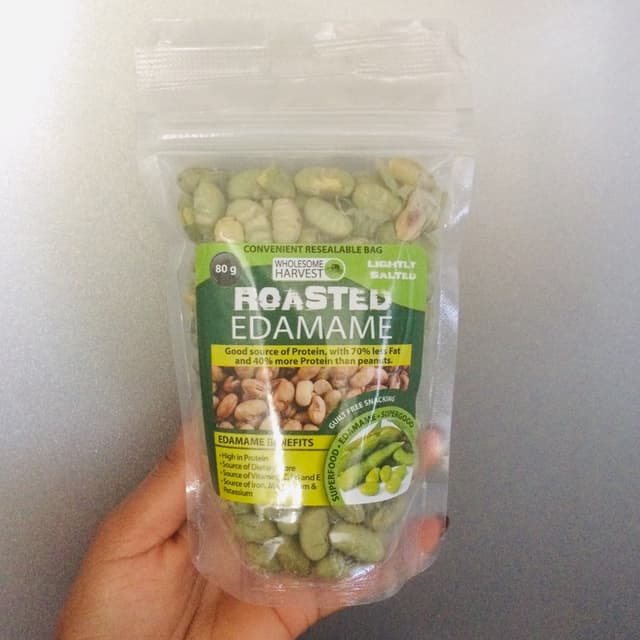 CONVENIENT RESEALABLE BAG
80 g
WHOLESOME
HARVEST
LIGHTLY
SALTED
ROASTED
EDAMAME
Good source of Protein, with 70% less Fat
and 40% more Protein than peanuts.
GUILT FREE SNACKING
SUPERFOOD • EDAMAME • SUPERGOOD
EDAMAME BENEFITS
• High in Protein
• Source of Dietary
• Source of and E
• Source of Iron, &
Potassium